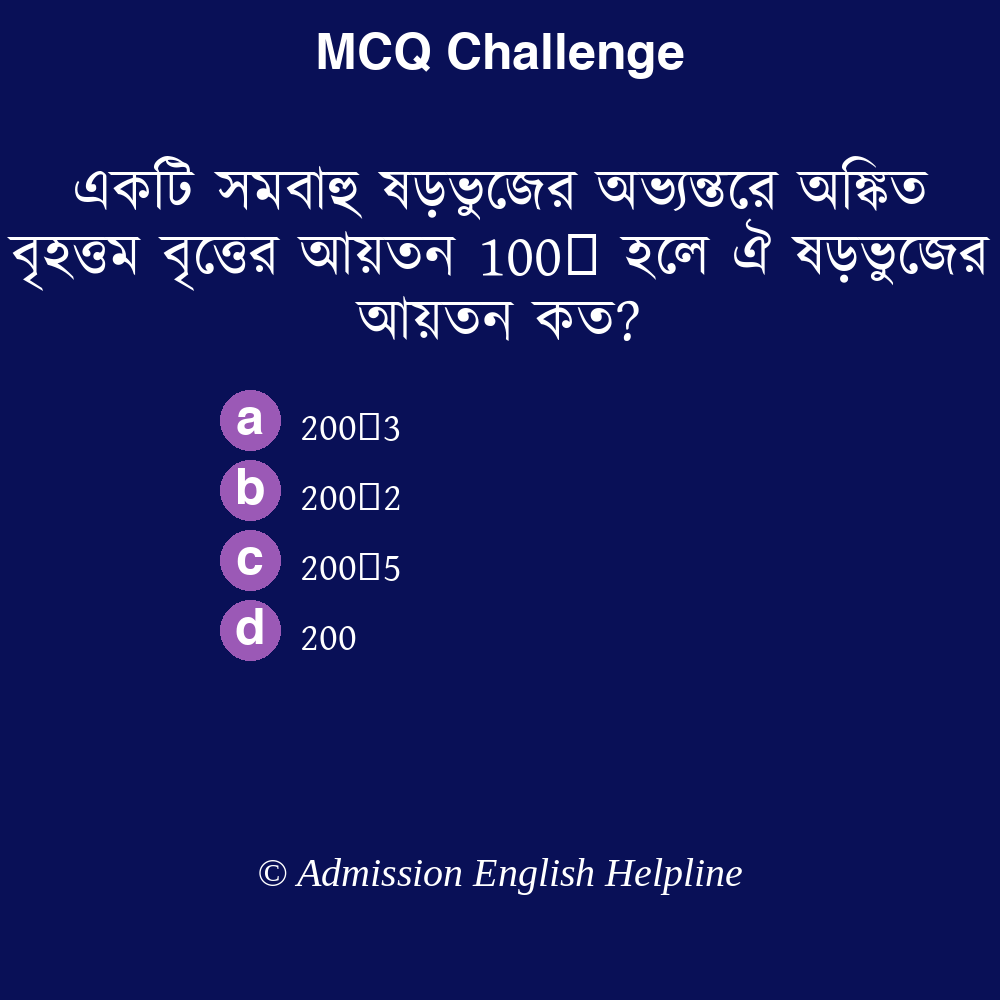 MCQ Challenge
একটি সমবাহু ষড়ভুজের অভ্যন্তরে অঙ্কিত
বৃহত্তম বৃত্তের আয়তন 100▯ হলে ঐ ষড়ভুজের
আয়তন কত?
a 200▯3
b 200▯2
c 200▯5
d 200
© Admission English Helpline